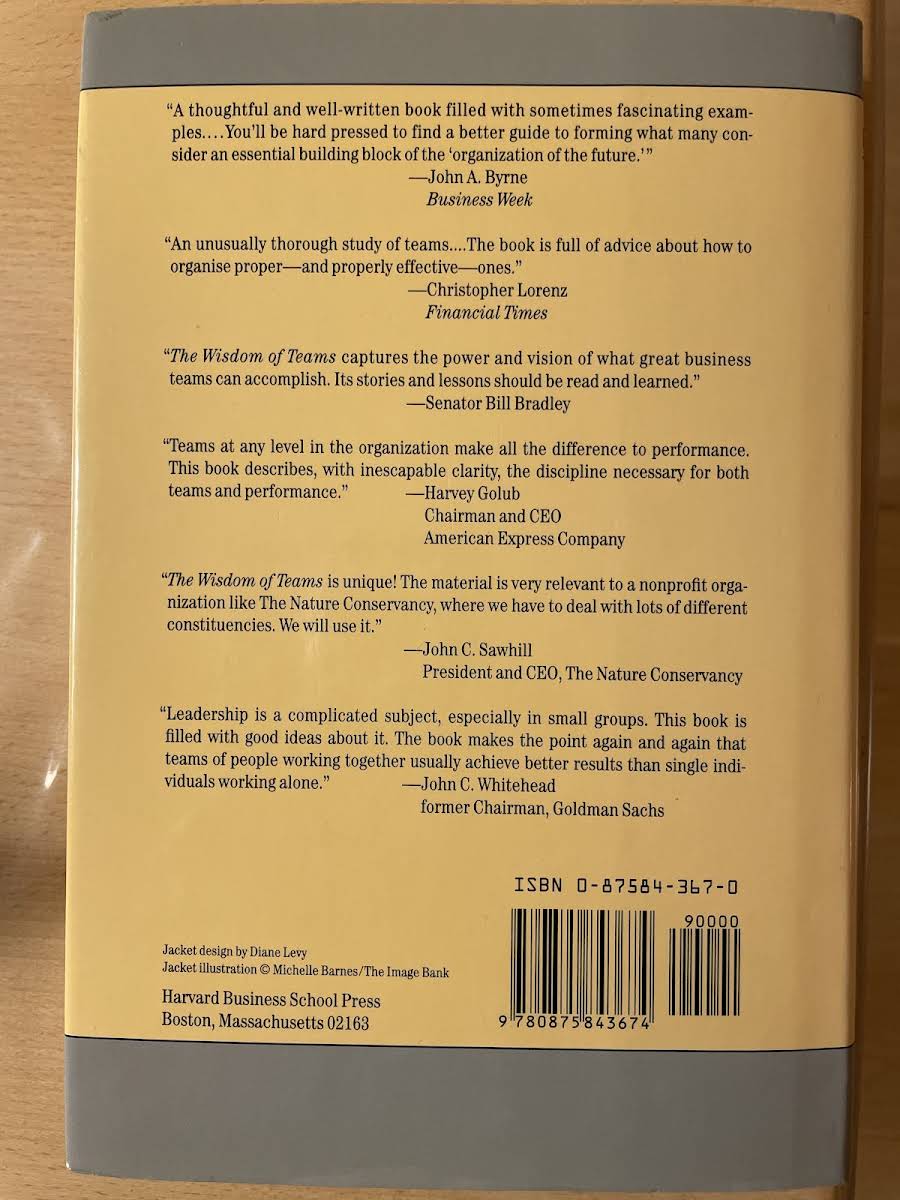 “A thoughtful and well-written book filled with sometimes fascinating exam-
ples....You’ll be hard pressed to find a better guide to forming what many con-
sider an essential building block of the ‘organization of the future.’”
—John A. Byrne
Business Week
“An unusually thorough study of teams....The book is full of advice about how to
organise proper—and properly effective—ones.”
—Christopher Lorenz
Financial Times
“The Wisdom of Teams captures the power and vision of what great business
teams can accomplish. Its stories and lessons should be read and learned.”
—Senator Bill Bradley
“Teams at any level in the organization make all the difference to performance.
This book describes, with inescapable clarity, the discipline necessary for both
teams and performance.” —Harvey Golub
Chairman and CEO
American Express Company
“The Wisdom of Teams is unique! The material is very relevant to a nonprofit orga-
nization like The Nature Conservancy, where we have to deal with lots of different
constituencies. We will use it.”
—John C. Sawhill
President and CEO, The Nature Conservancy
“Leadership is a complicated subject, especially in small groups. This book is
filled with good ideas about it. The book makes the point again and again that
teams of people working together usually achieve better results than single indi-
viduals working alone.” —John C. Whitehead
former Chairman, Goldman Sachs
ISBN 0-87584-367-0
90000
9 780875 843674
Jacket design by Diane Levy
Jacket illustration © Michelle Barnes/The Image Bank
Harvard Business School Press
Boston, Massachusetts 02163